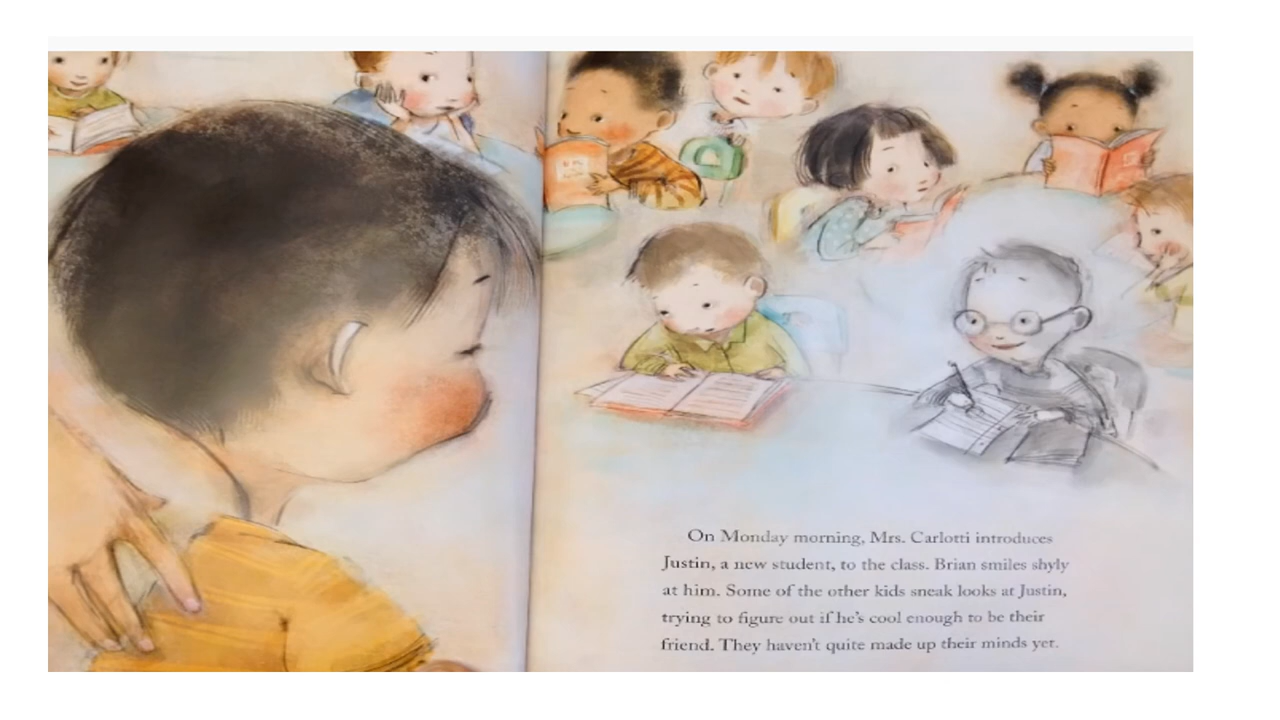 On Monday morning, Mrs. Carlotti introduces
Justin, a new student, to the class. Brian smiles shyly
at him. Some of the other kids sneak looks at Justin,
trying to figure out if he's cool enough to be their
friend. They haven't quite made up their minds yet.